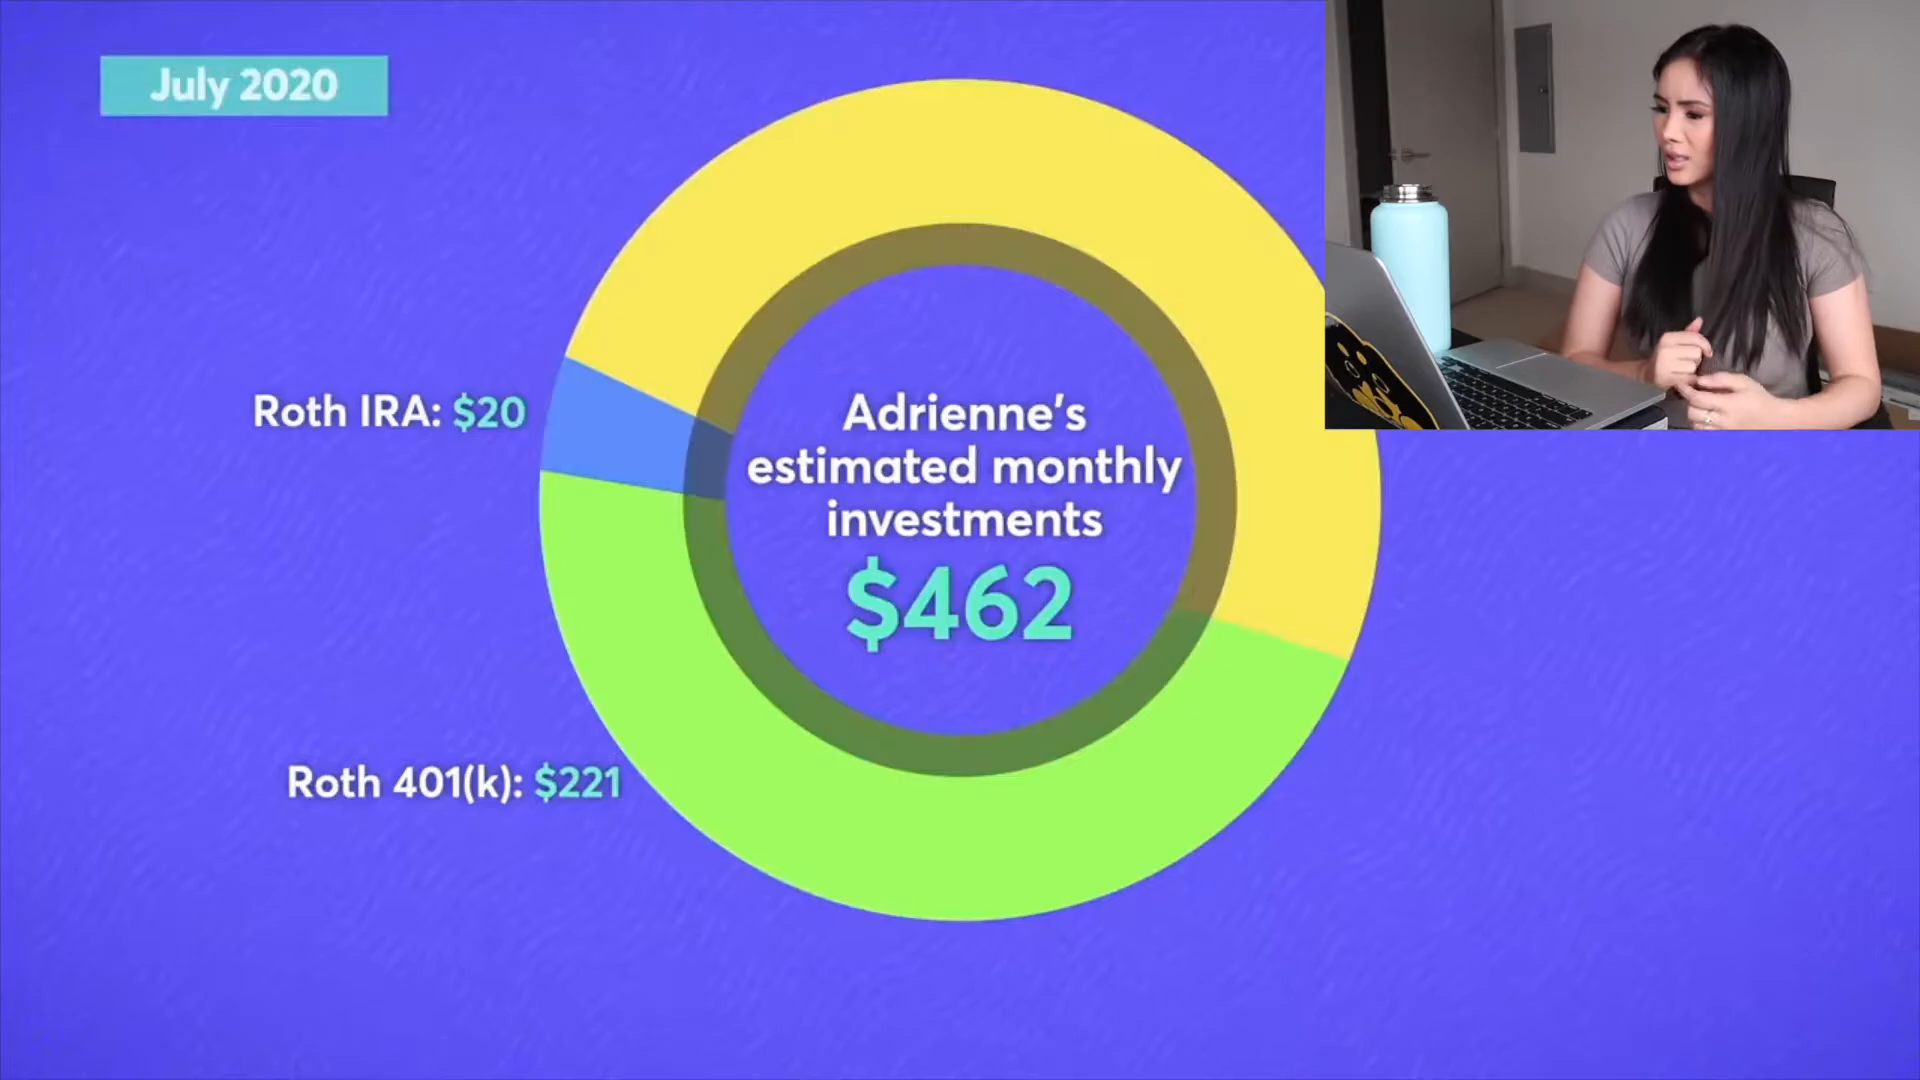 July 2020
Roth IRA: $20
Adrienne's
estimated monthly
investments
$462
Roth 401(k): $221